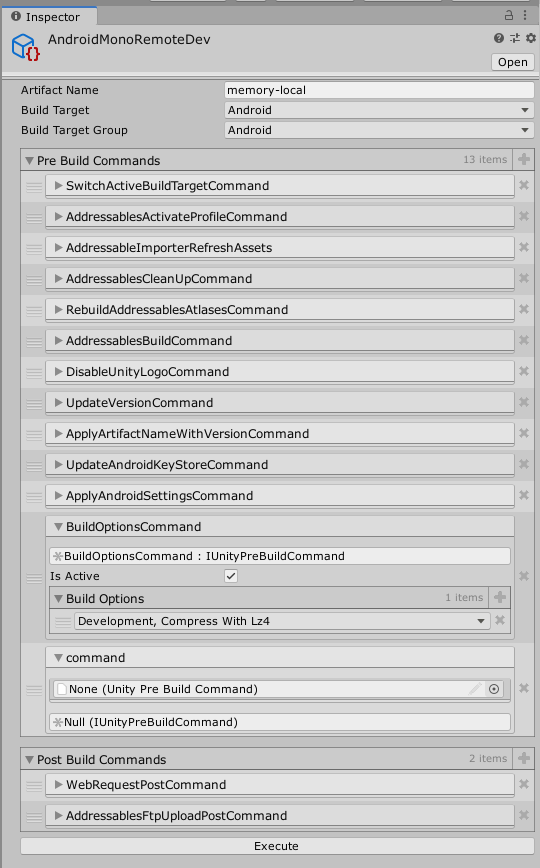 Inspector
AndroidMonoRemoteDev
Open
Artifact Name memory-local
Build Target Android
Build Target Group Android
Pre Build Commands 13 items
SwitchActiveBuildTargetCommand
AddressablesActivateProfileCommand
AddressableImporterRefreshAssets
AddressablesCleanUpCommand
RebuildAddressablesAtlasesCommand
AddressablesBuildCommand
DisableUnityLogoCommand
UpdateVersionCommand
ApplyArtifactNameWithVersionCommand
UpdateAndroidKeyStoreCommand
ApplyAndroidSettingsCommand
BuildOptionsCommand
BuildOptionsCommand : IUnityPreBuildCommand
Is Active
Build Options 1 items
Development, Compress With Lz4
command
None (Unity Pre Build Command)
Null (IUnityPreBuildCommand)
Post Build Commands 2 items
WebRequestPostCommand
AddressablesFtpUploadPostCommand
Execute